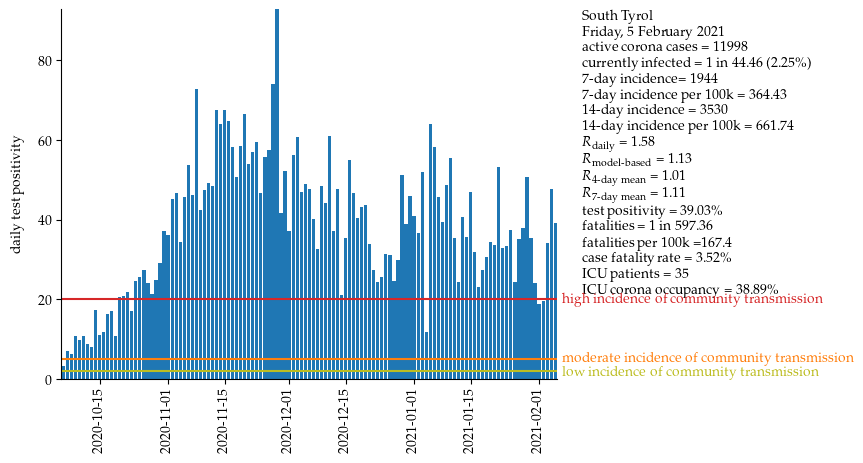 South Tyrol
Friday, 5 February 2021
active corona cases = 11998
currently infected = 1 in 44.46 (2.25%)
7-day incidence= 1944
7-day incidence per 100k = 364.43
14-day incidence = 3530
14-day incidence per 100k = 661.74
R daily = 1.58
R model-based = 1.13
R 4-day mean = 1.01
R 7-day mean = 1.11
test positivity = 39.03%
fatalities = 1 in 597.36
fatalities per 100k =167.4
case fatality rate = 3.52%
ICU patients = 35
ICU corona occupancy = 38.89%
high incidence of community transmission
moderate incidence of community transmission
low incidence of community transmission
daily test positivity
80
60
40
20
0
2020-10-15
2020-11-01
2020-11-15
2020-12-01
2020-12-15
2021-01-01
2021-01-15
2021-02-01